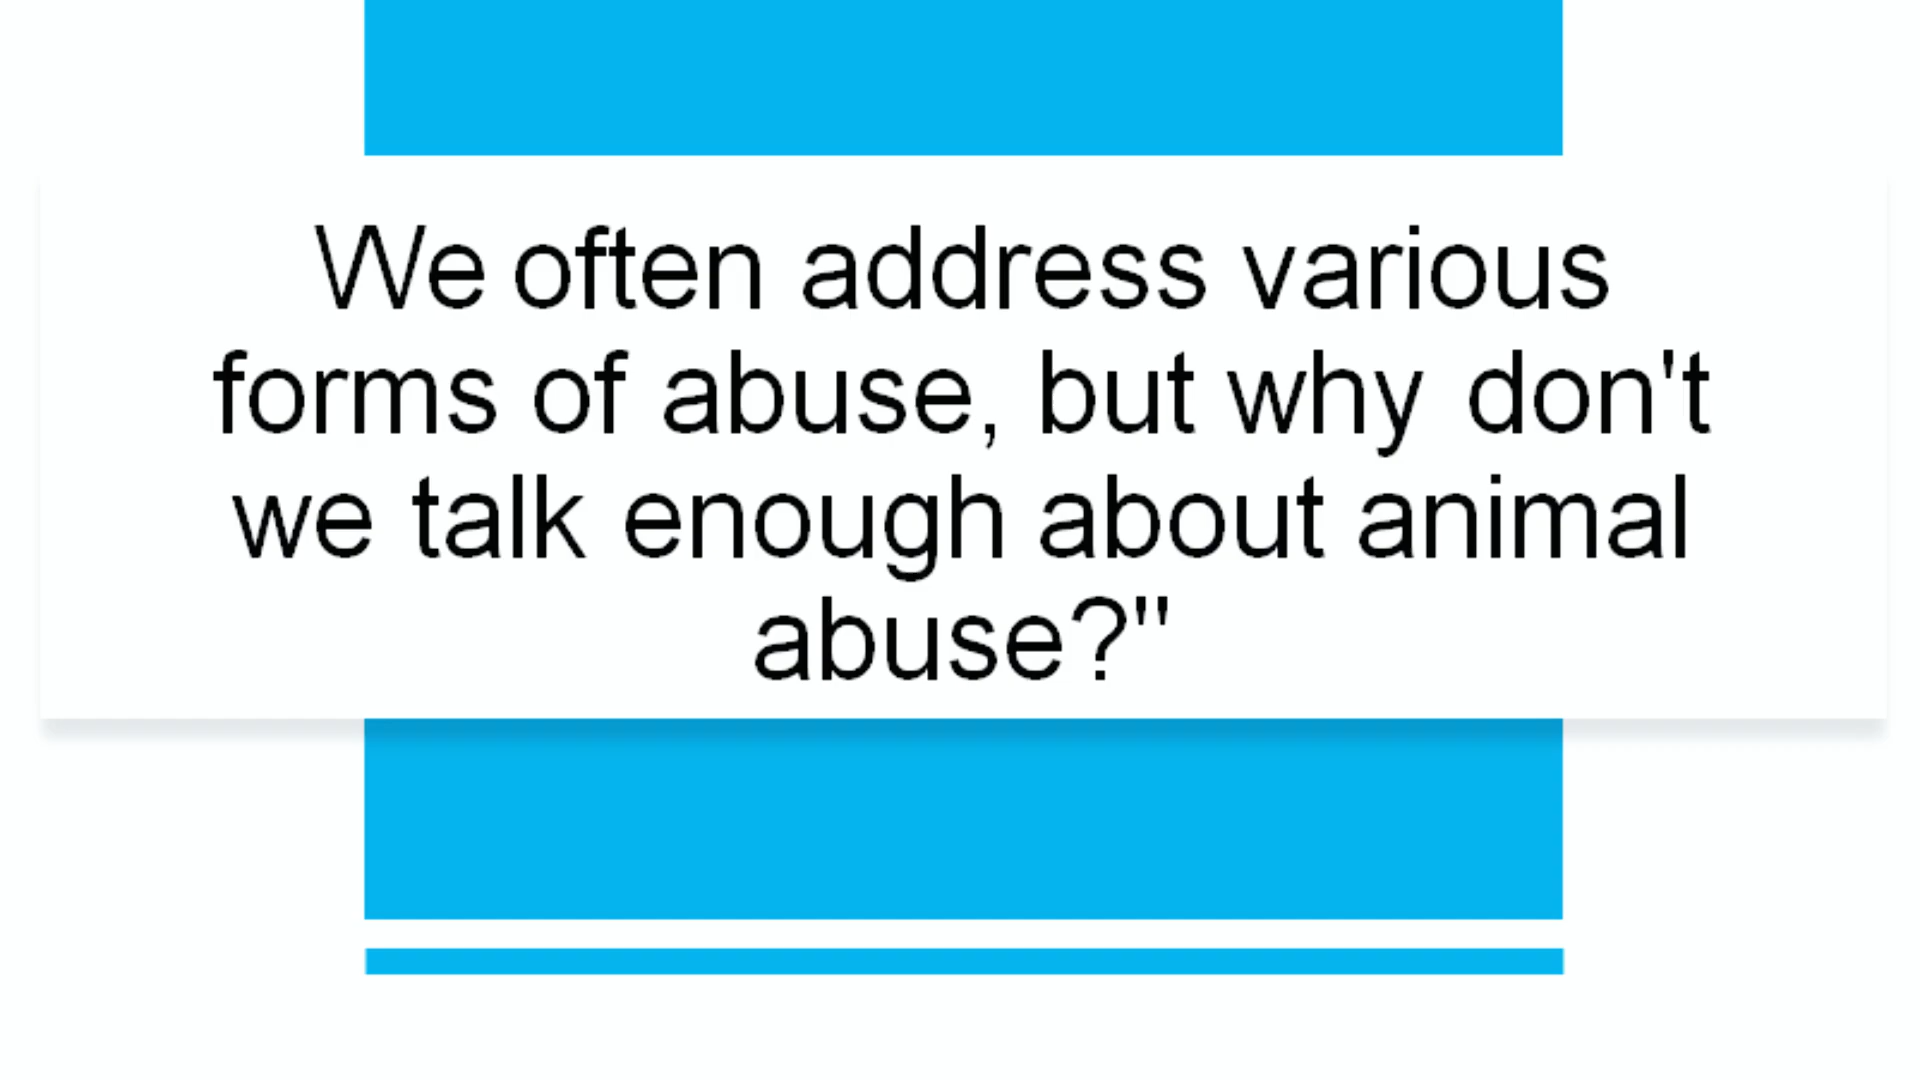 We often address various
forms of abuse, but why don't
we talk enough about animal
abuse?"